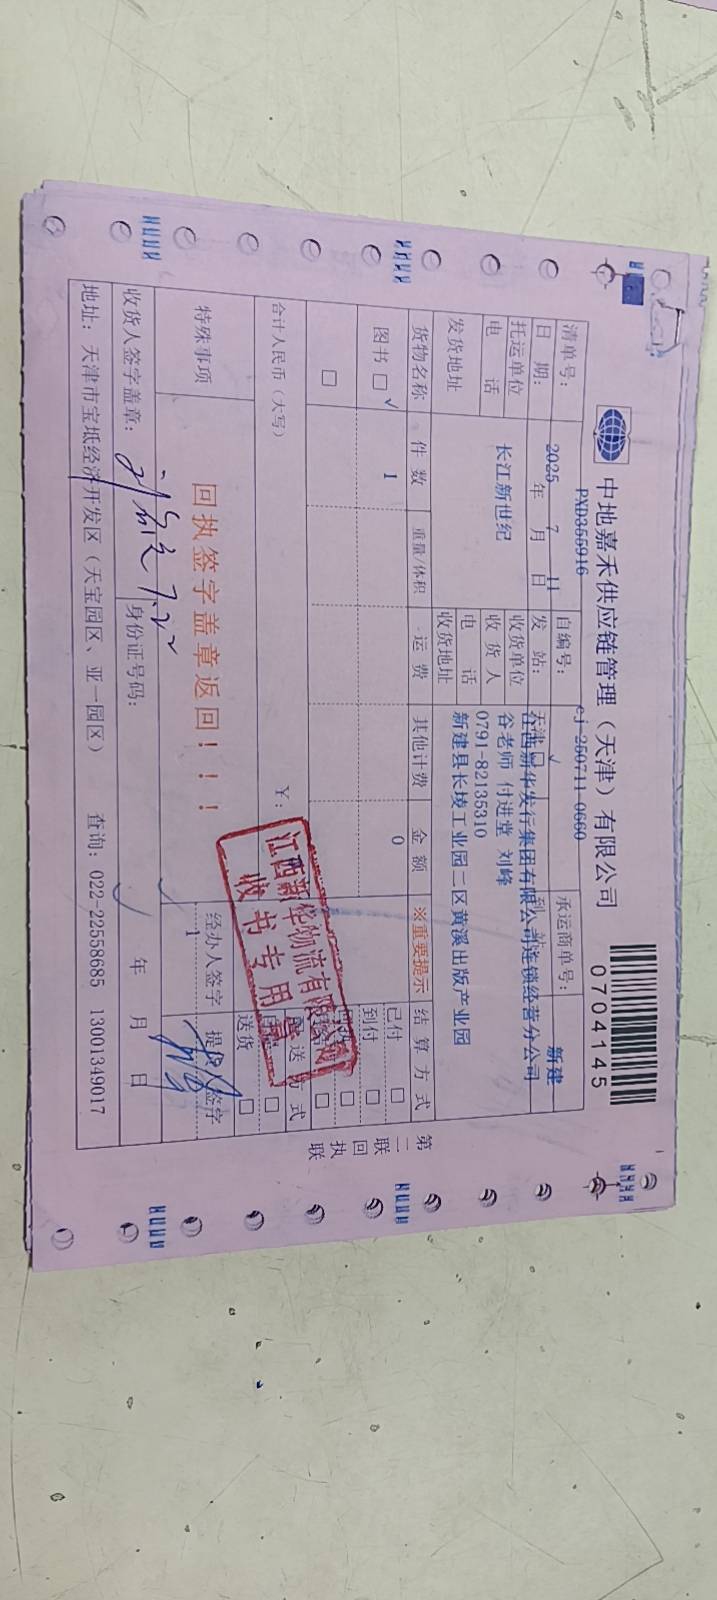 中地嘉禾供应链管理（天津）有限公司
0704145
清单号： PXD355916 自编号： cj-250711-0660 承运商单号：
日期： 2025 年 7 月 11 日 发站： 天津 √ 到站 新建
托运单位 长江新世纪 收货单位 江西新华发行集团有限公司连锁经营分公司
电话 收货人 谷老师 付进堂 刘峰
电话 0791-82135310
发货地址 收货地址 新建县长堎工业园二区黄溪出版产业园
货物名称 件数 重量/体积 运费 其他计费 金额 ※重要提示 结算方式
图书 □ √ 1 0 已付 □
到付 □
□
合计人民币（大写） ￥：
送方式
送货 □
特殊事项 回执签字盖章返回！！！ 经办人签字 提货人签字
1
收货人签字盖章： 身份证号码： 年 月 日
地址：天津市宝坻经济开发区（天宝园区、亚一园区） 查询：022-22558685 13001349017
第二联 回执联
江西新华物流有限公司
收书专用章